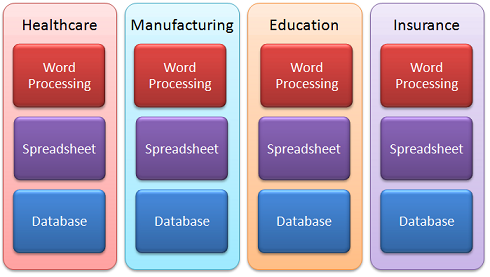 Healthcare
Word
Processing
Spreadsheet
Database
Manufacturing
Word
Processing
Spreadsheet
Database
Education
Word
Processing
Spreadsheet
Database
Insurance
Word
Processing
Spreadsheet
Database